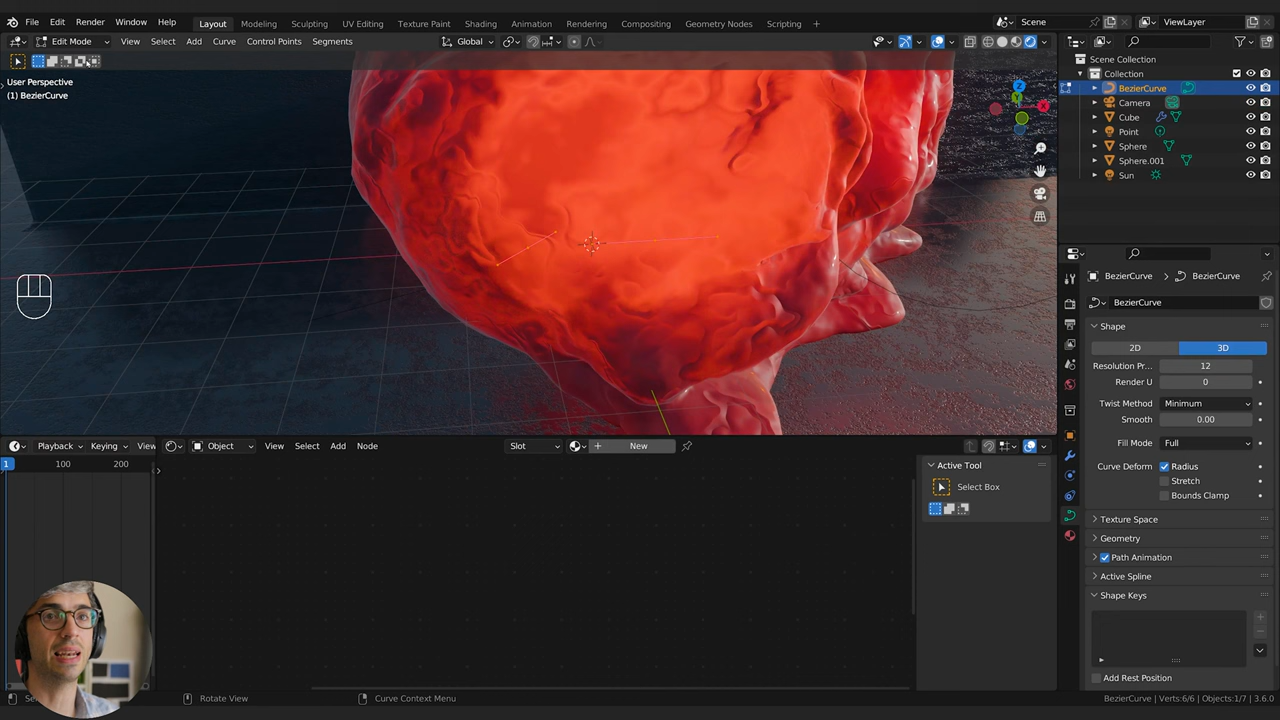 File Edit Render Window Help Layout Modeling Sculpting UV Editing Texture Paint Shading Animation Rendering Compositing Geometry Nodes Scripting + Scene ViewLayer
Edit Mode View Select Add Curve Control Points Segments Global
User Perspective
(1) BezierCurve
Z
Y
X
Scene Collection
Collection
BezierCurve
Camera
Cube
Point
Sphere
Sphere.001
Sun
BezierCurve BezierCurve
BezierCurve
Shape
2D 3D
Resolution Pr... 12
Render U 0
Twist Method Minimum
Smooth 0.00
Fill Mode Full
Curve Deform Radius
Stretch
Bounds Clamp
Texture Space
Geometry
Path Animation
Active Spline
Shape Keys
Add Rest Position
Playback Keying View Object View Select Add Node Slot New
1 100 200
Active Tool
Select Box
Rotate View Curve Context Menu BezierCurve | Verts:6/6 | Objects:1/7 | 3.6.0